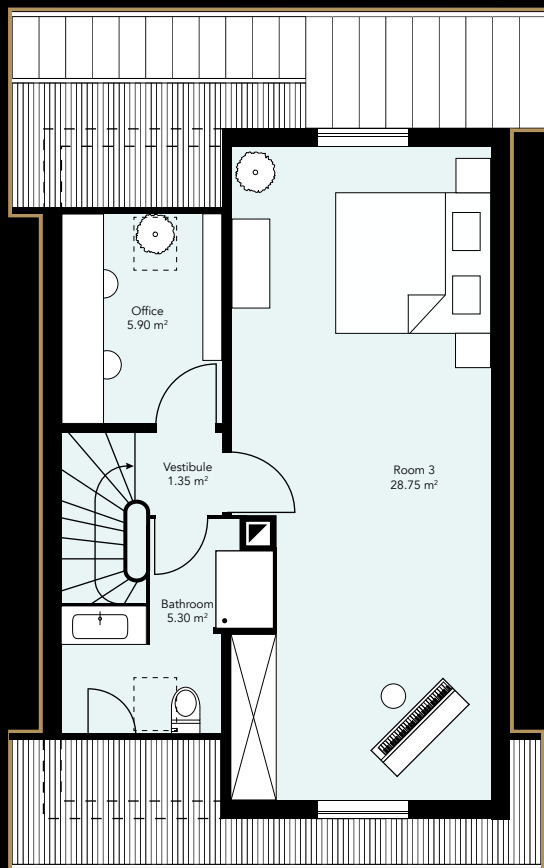 Office
5.90 m²
Vestibule
1.35 m²
Room 3
28.75 m²
Bathroom
5.30 m²